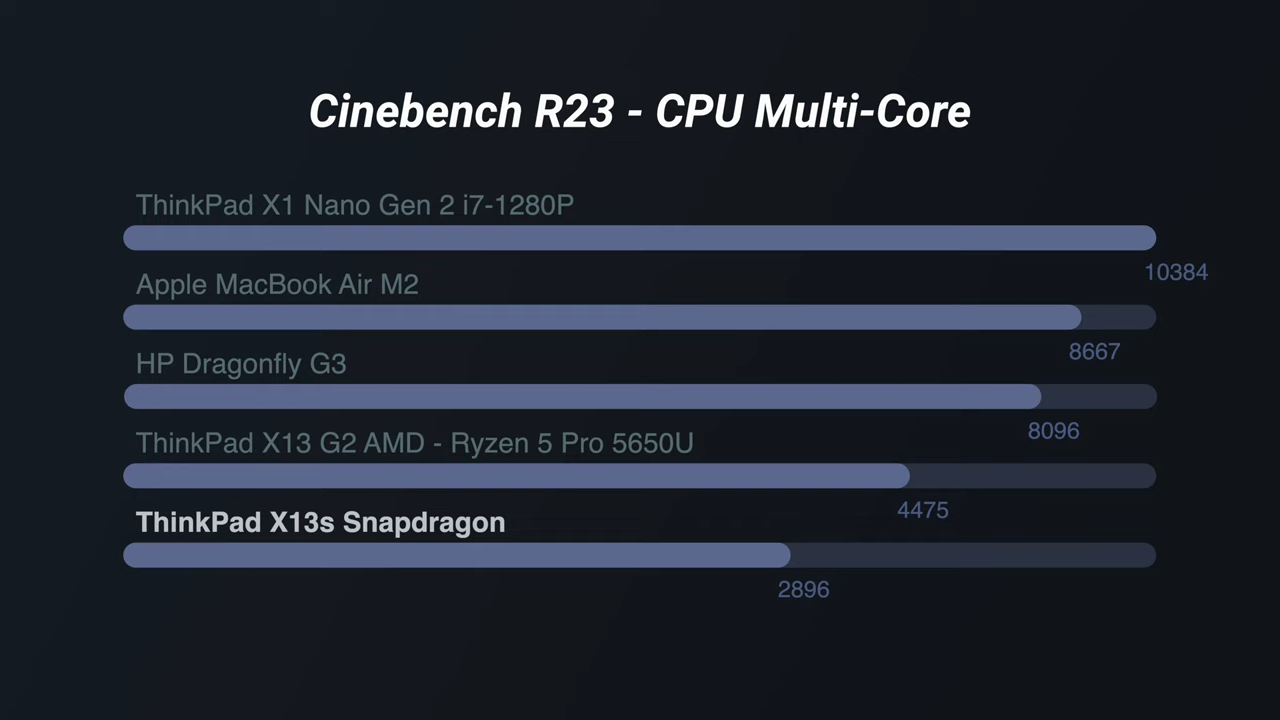 Cinebench R23 - CPU Multi-Core
ThinkPad X1 Nano Gen 2 i7-1280P
10384
Apple MacBook Air M2
8667
HP Dragonfly G3
8096
ThinkPad X13 G2 AMD - Ryzen 5 Pro 5650U
4475
ThinkPad X13s Snapdragon
2896